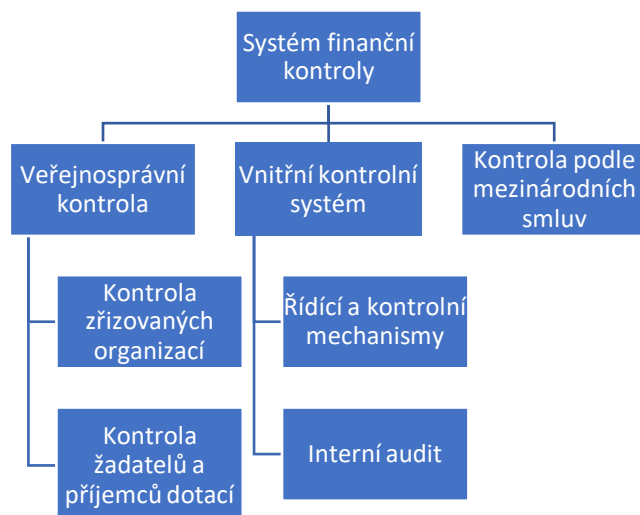 Systém finanční
kontroly
Veřejnosprávní
kontrola
Vnitřní kontrolní
systém
Kontrola podle
mezinárodních
smluv
Kontrola
zřizovaných
organizací
Řídící a kontrolní
mechanismy
Kontrola
žadatelů a
příjemců dotací
Interní audit